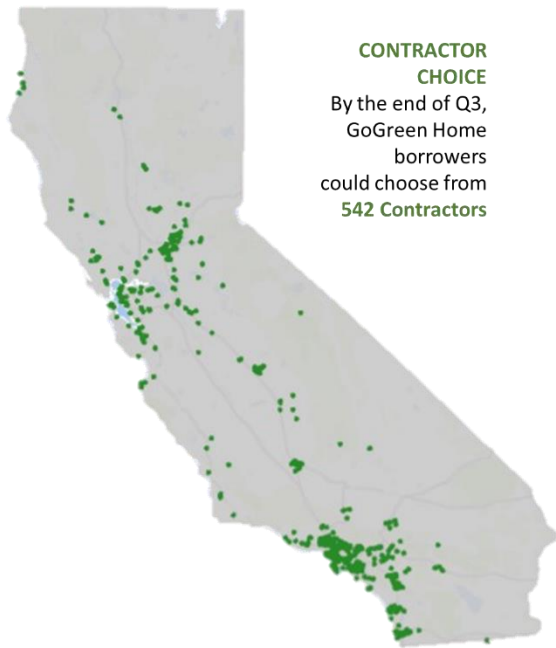 CONTRACTOR
CHOICE
By the end of Q3,
GoGreen Home
borrowers
could choose from
542 Contractors